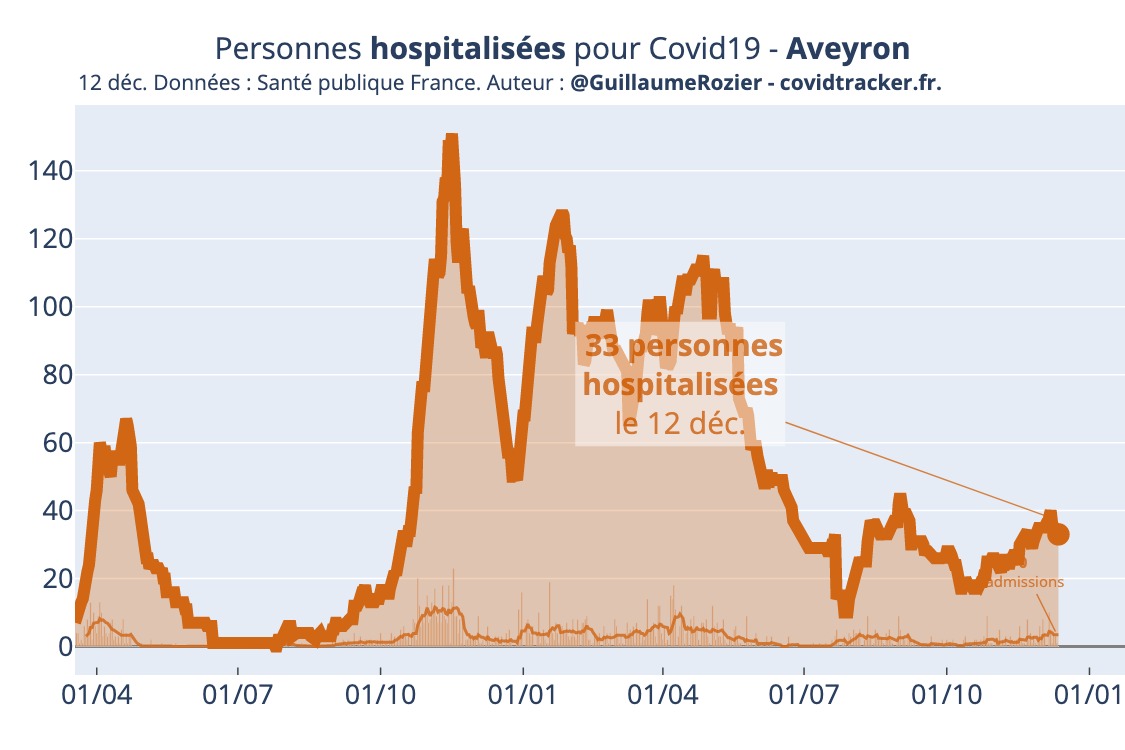 Personnes hospitalisées pour Covid19 - Aveyron
12 déc. Données : Santé publique France. Auteur : @GuillaumeRozier - covidtracker.fr.
140
120
100
80
60
40
20
0
33 personnes
hospitalisées
le 12 déc.
admissions
01/04 01/07 01/10 01/01 01/04 01/07 01/10 01/01